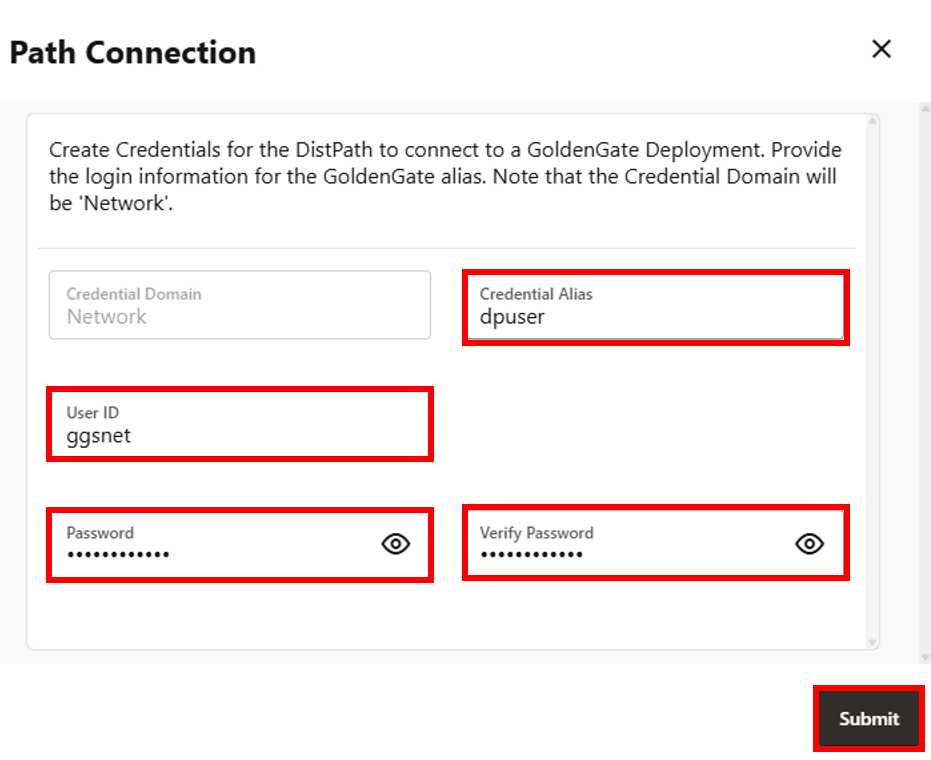 Path Connection
Create Credentials for the DistPath to connect to a GoldenGate Deployment. Provide
the login information for the GoldenGate alias. Note that the Credential Domain will
be 'Network'.
Credential Domain
Network
Credential Alias
dpuser
User ID
ggsnet
Password
••••••••••••
Verify Password
••••••••••••
Submit